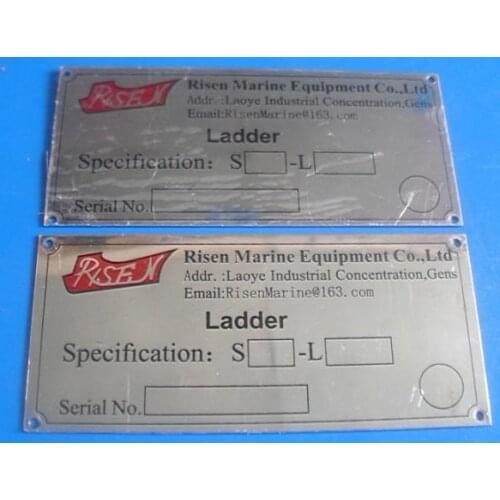 RISEN
Risen Marine Equipment Co.,Ltd
Addr. :Laoye Industrial Concentration,Gens
Email:RisenMarine@163.com
Ladder
Specification: S -L
Serial No.
RISEN
Risen Marine Equipment Co.,Ltd
Addr. :Laoye Industrial Concentration,Gens
Email:RisenMarine@163.com
Ladder
Specification: S -L
Serial No.